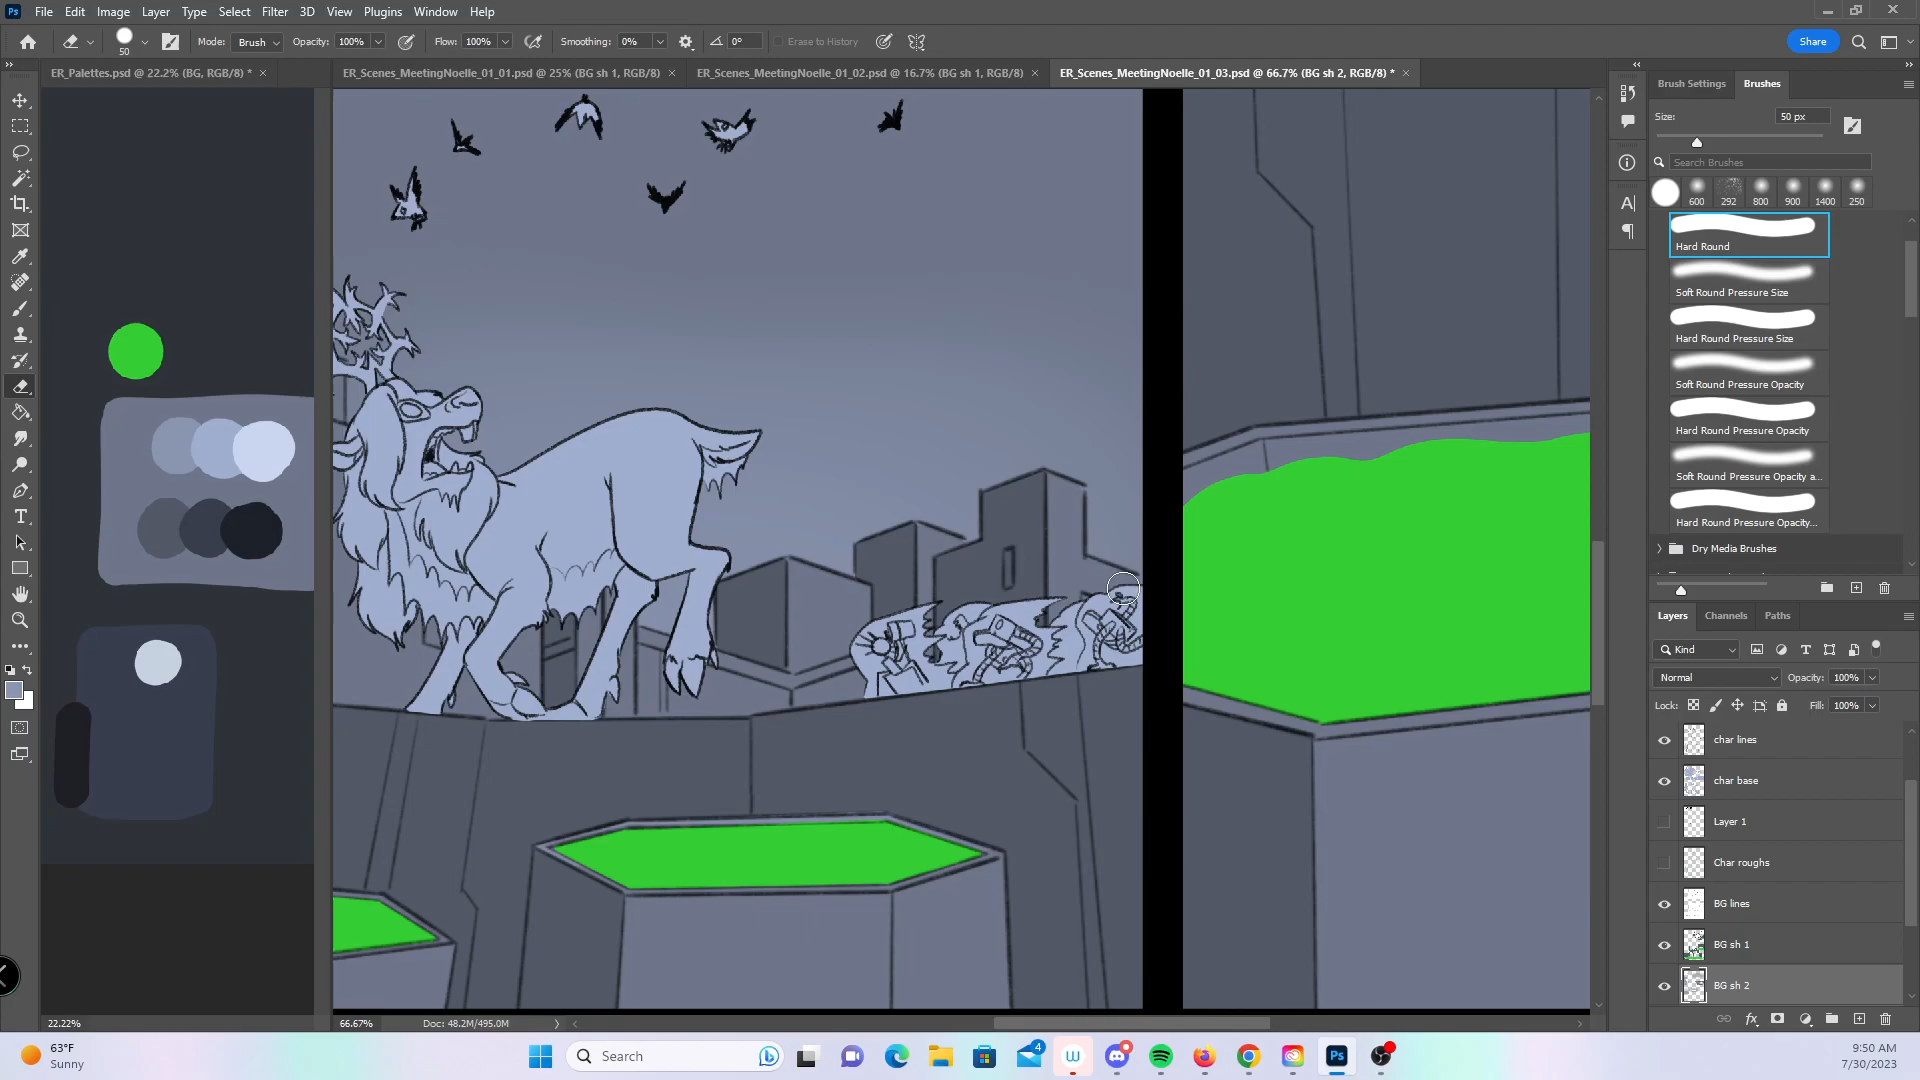 Ps File Edit Image Layer Type Select Filter 3D View Plugins Window Help
50 Mode: Brush Opacity: 100% Flow: 100% Smoothing: 0% 0° Erase to History Share
ER_Palettes.psd @ 22.2% (BG, RGB/8) * ×
ER_Scenes_MeetingNoelle_01_01.psd @ 25% (BG sh 1, RGB/8) ×
ER_Scenes_MeetingNoelle_01_02.psd @ 16.7% (BG sh 1, RGB/8) ×
ER_Scenes_MeetingNoelle_01_03.psd @ 66.7% (BG sh 2, RGB/8) * ×
Brush Settings Brushes
Size: 50 px
Search Brushes
600 292 800 900 1400 250
Hard Round
Soft Round Pressure Size
Hard Round Pressure Size
Soft Round Pressure Opacity
Hard Round Pressure Opacity
Soft Round Pressure Opacity a...
Hard Round Pressure Opacity...
Dry Media Brushes
Layers Channels Paths
Kind
Normal Opacity: 100%
Lock: Fill: 100%
char lines
char base
Layer 1
Char roughs
BG lines
BG sh 1
BG sh 2
22.22%
66.67% Doc: 48.2M/495.0M
63°F
Sunny
Search
4
Ps
9:50 AM
7/30/2023